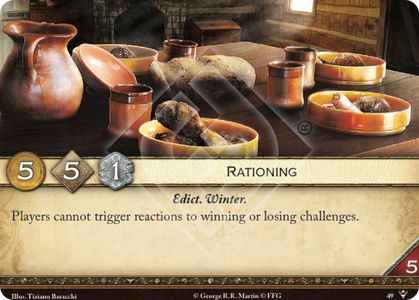 5 5 1 RATIONING
Edict. Winter.
Players cannot trigger reactions to winning or losing challenges.
5
Illus. Tiziano Baracchi © George R.R. Martin © FFG 49